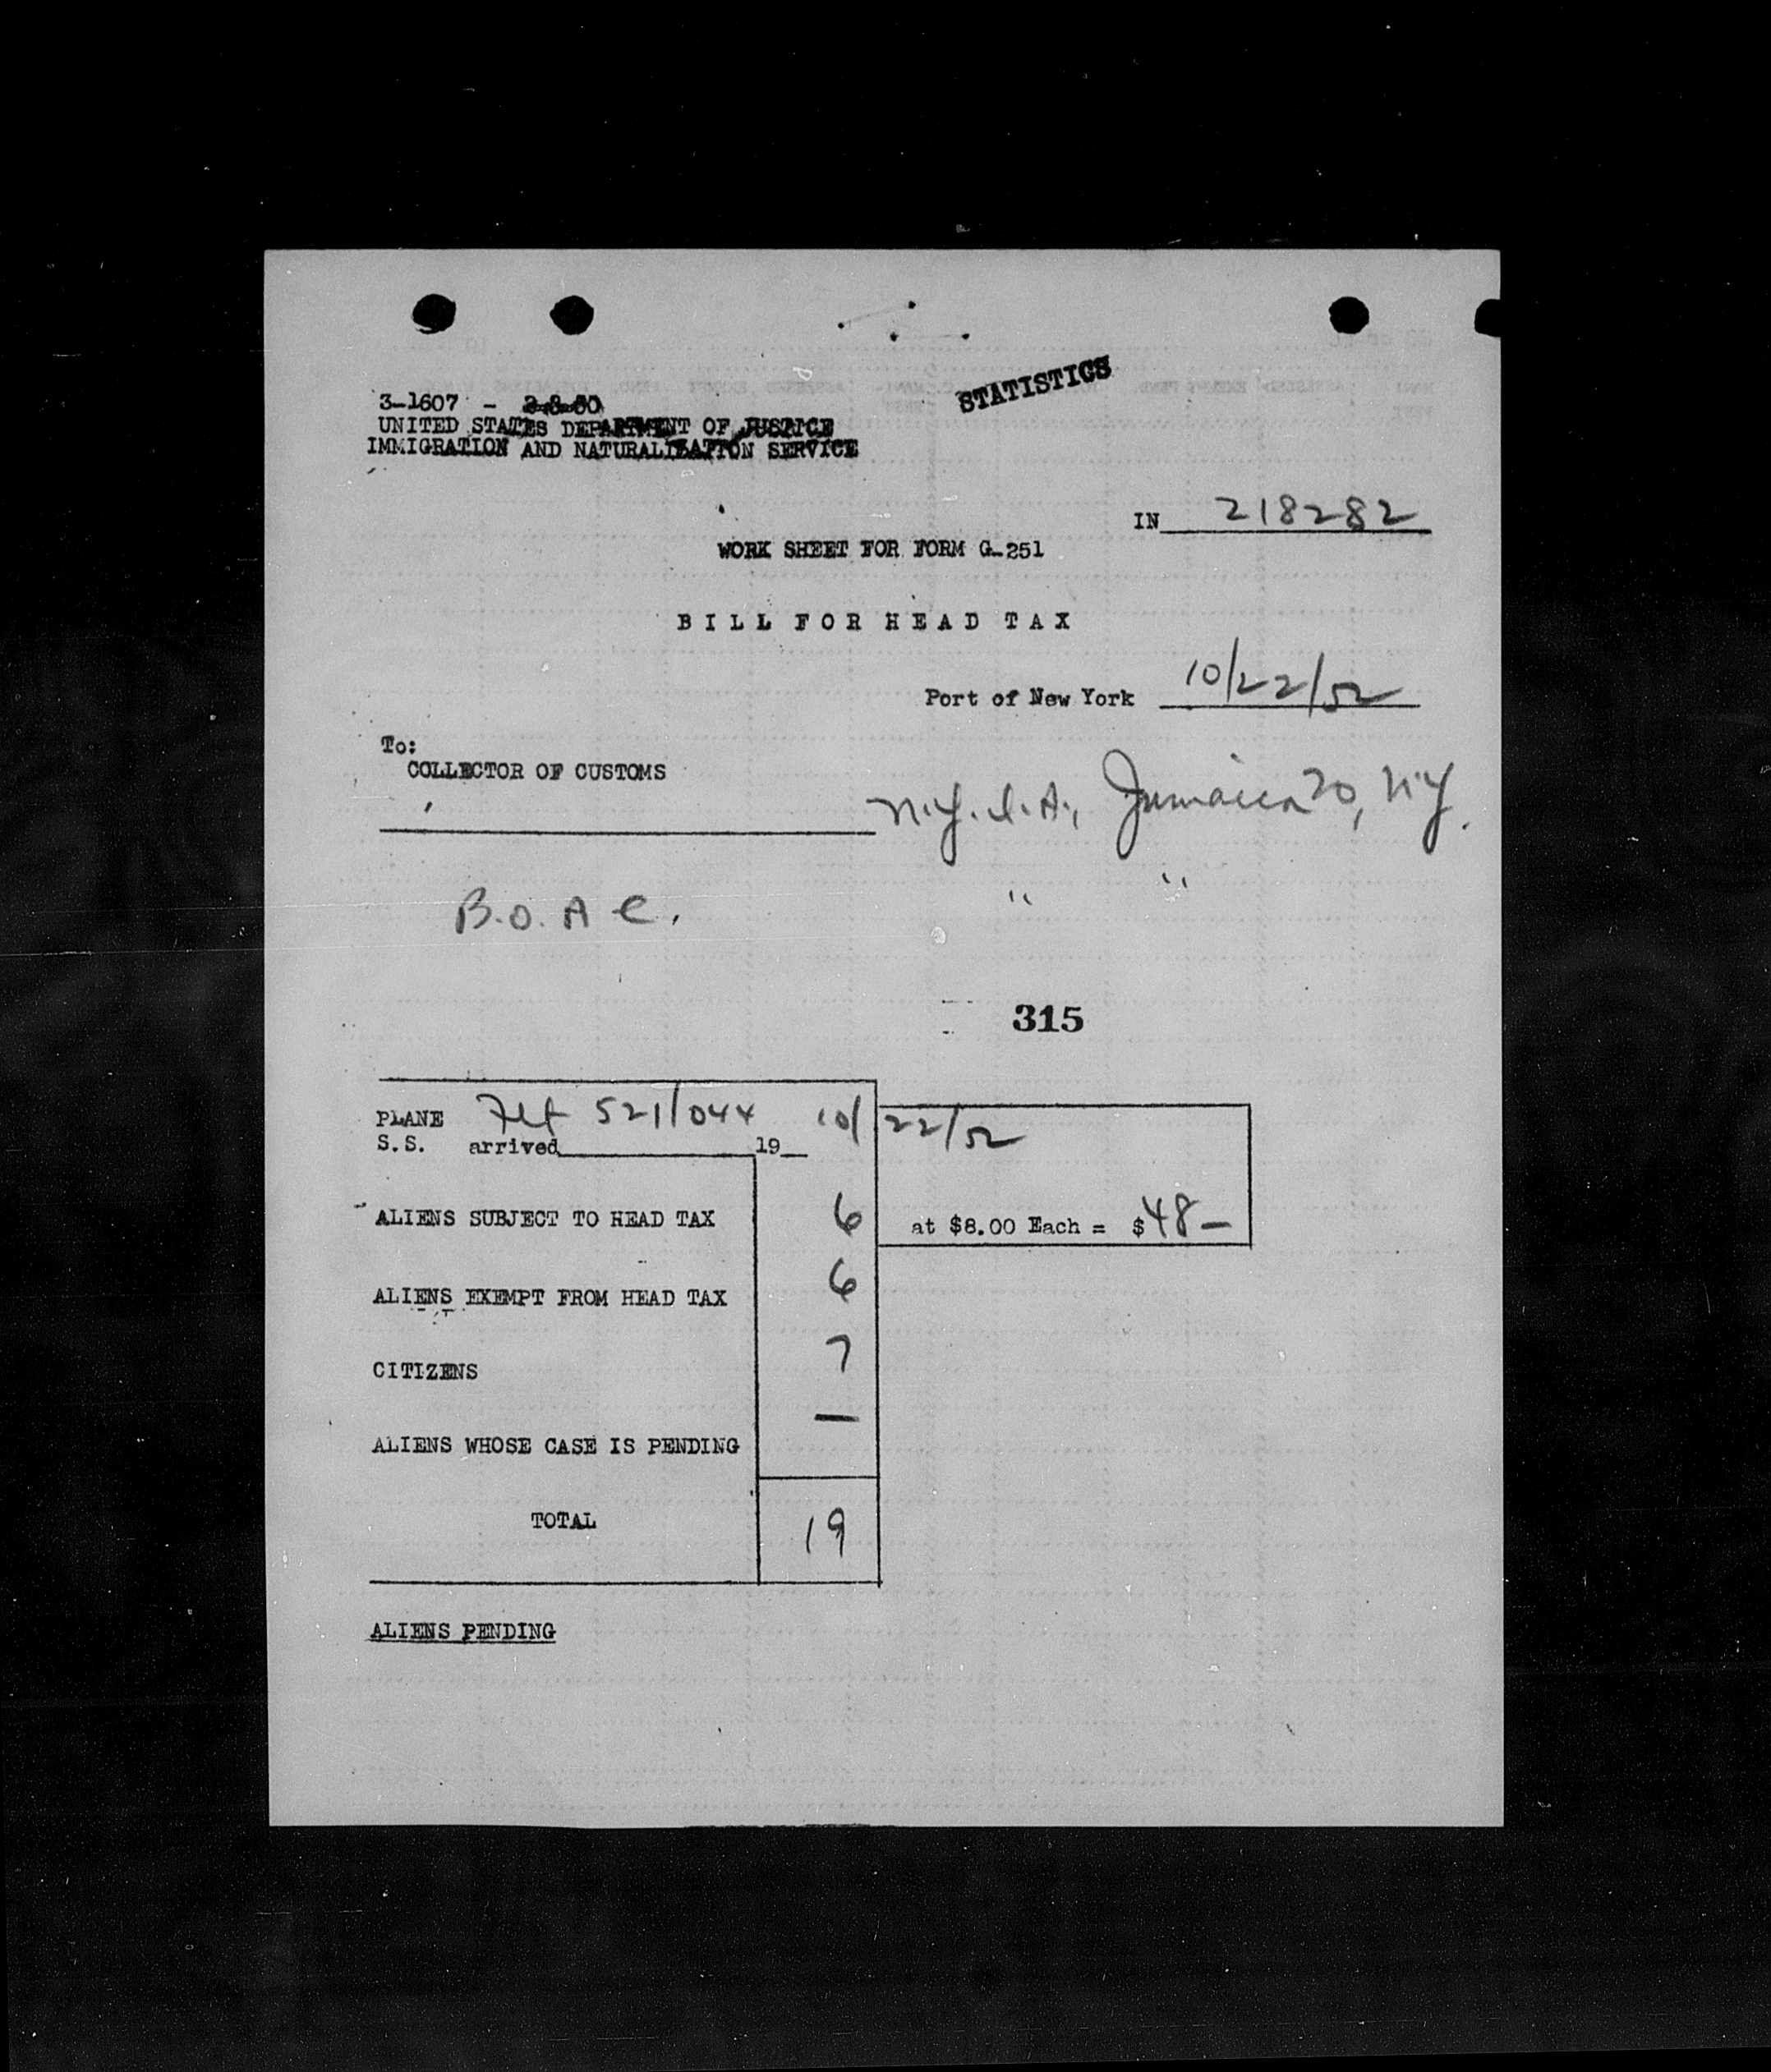 STATISTICS
3-1607 - 2-8-50
UNITED STATES DEPARTMENT OF JUSTICE
IMMIGRATION AND NATURALIZATION SERVICE
IN 218282
WORK SHEET FOR FORM G-251
BILL FOR HEAD TAX
Port of New York 10/22/52
To:
COLLECTOR OF CUSTOMS
N.Y.I.A., Jamaica 20, N.Y.
B.O.A C. " "
315
PLANE Flt 521/044 10/22/52
S.S. arrived 19
ALIENS SUBJECT TO HEAD TAX 6 at $8.00 Each = $48—
ALIENS EXEMPT FROM HEAD TAX 6
CITIZENS 7
ALIENS WHOSE CASE IS PENDING —
TOTAL 19
ALIENS PENDING